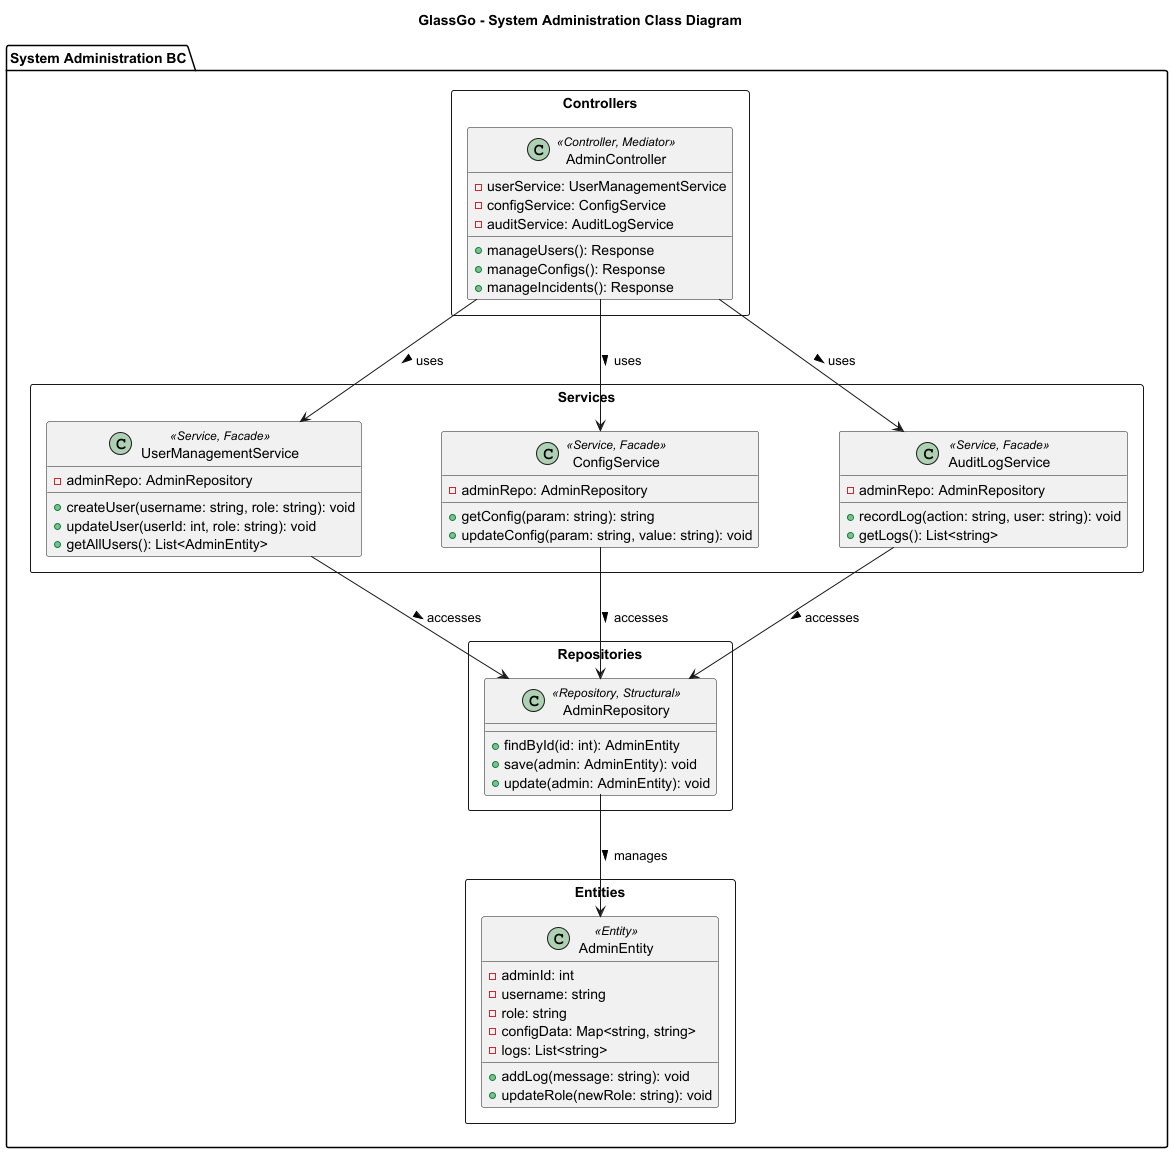 GlassGo - System Administration Class Diagram
System Administration BC
Controllers
C
«Controller, Mediator»
AdminController
userService: UserManagementService
configService: ConfigService
auditService: AuditLogService
manageUsers(): Response
manageConfigs(): Response
manageIncidents(): Response
uses
uses
uses
Services
C
«Service, Facade»
UserManagementService
adminRepo: AdminRepository
createUser(username: string, role: string): void
updateUser(userId: int, role: string): void
getAllUsers(): List<AdminEntity>
C
«Service, Facade»
ConfigService
adminRepo: AdminRepository
getConfig(param: string): string
updateConfig(param: string, value: string): void
C
«Service, Facade»
AuditLogService
adminRepo: AdminRepository
recordLog(action: string, user: string): void
getLogs(): List<string>
accesses
accesses
accesses
Repositories
C
«Repository, Structural»
AdminRepository
findById(id: int): AdminEntity
save(admin: AdminEntity): void
update(admin: AdminEntity): void
manages
Entities
C
«Entity»
AdminEntity
adminId: int
username: string
role: string
configData: Map<string, string>
logs: List<string>
addLog(message: string): void
updateRole(newRole: string): void